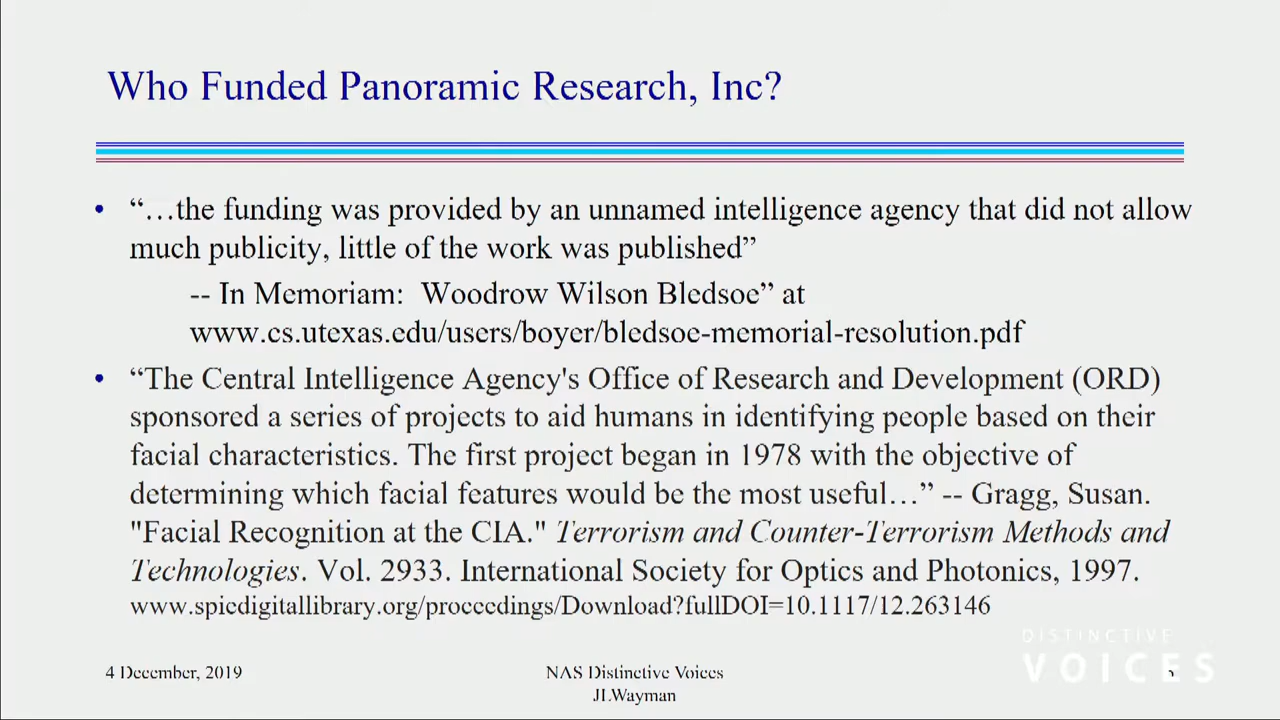 Who Funded Panoramic Research, Inc?
• “…the funding was provided by an unnamed intelligence agency that did not allow
much publicity, little of the work was published”
-- In Memoriam:  Woodrow Wilson Bledsoe” at
www.cs.utexas.edu/users/boyer/bledsoe-memorial-resolution.pdf
• “The Central Intelligence Agency's Office of Research and Development (ORD)
sponsored a series of projects to aid humans in identifying people based on their
facial characteristics. The first project began in 1978 with the objective of
determining which facial features would be the most useful…” -- Gragg, Susan.
"Facial Recognition at the CIA." Terrorism and Counter-Terrorism Methods and
Technologies. Vol. 2933. International Society for Optics and Photonics, 1997.
www.spiedigitallibrary.org/proceedings/Download?fullDOI=10.1117/12.263146
4 December, 2019
NAS Distinctive Voices
JLWayman
DISTINCTIVE
VOICES